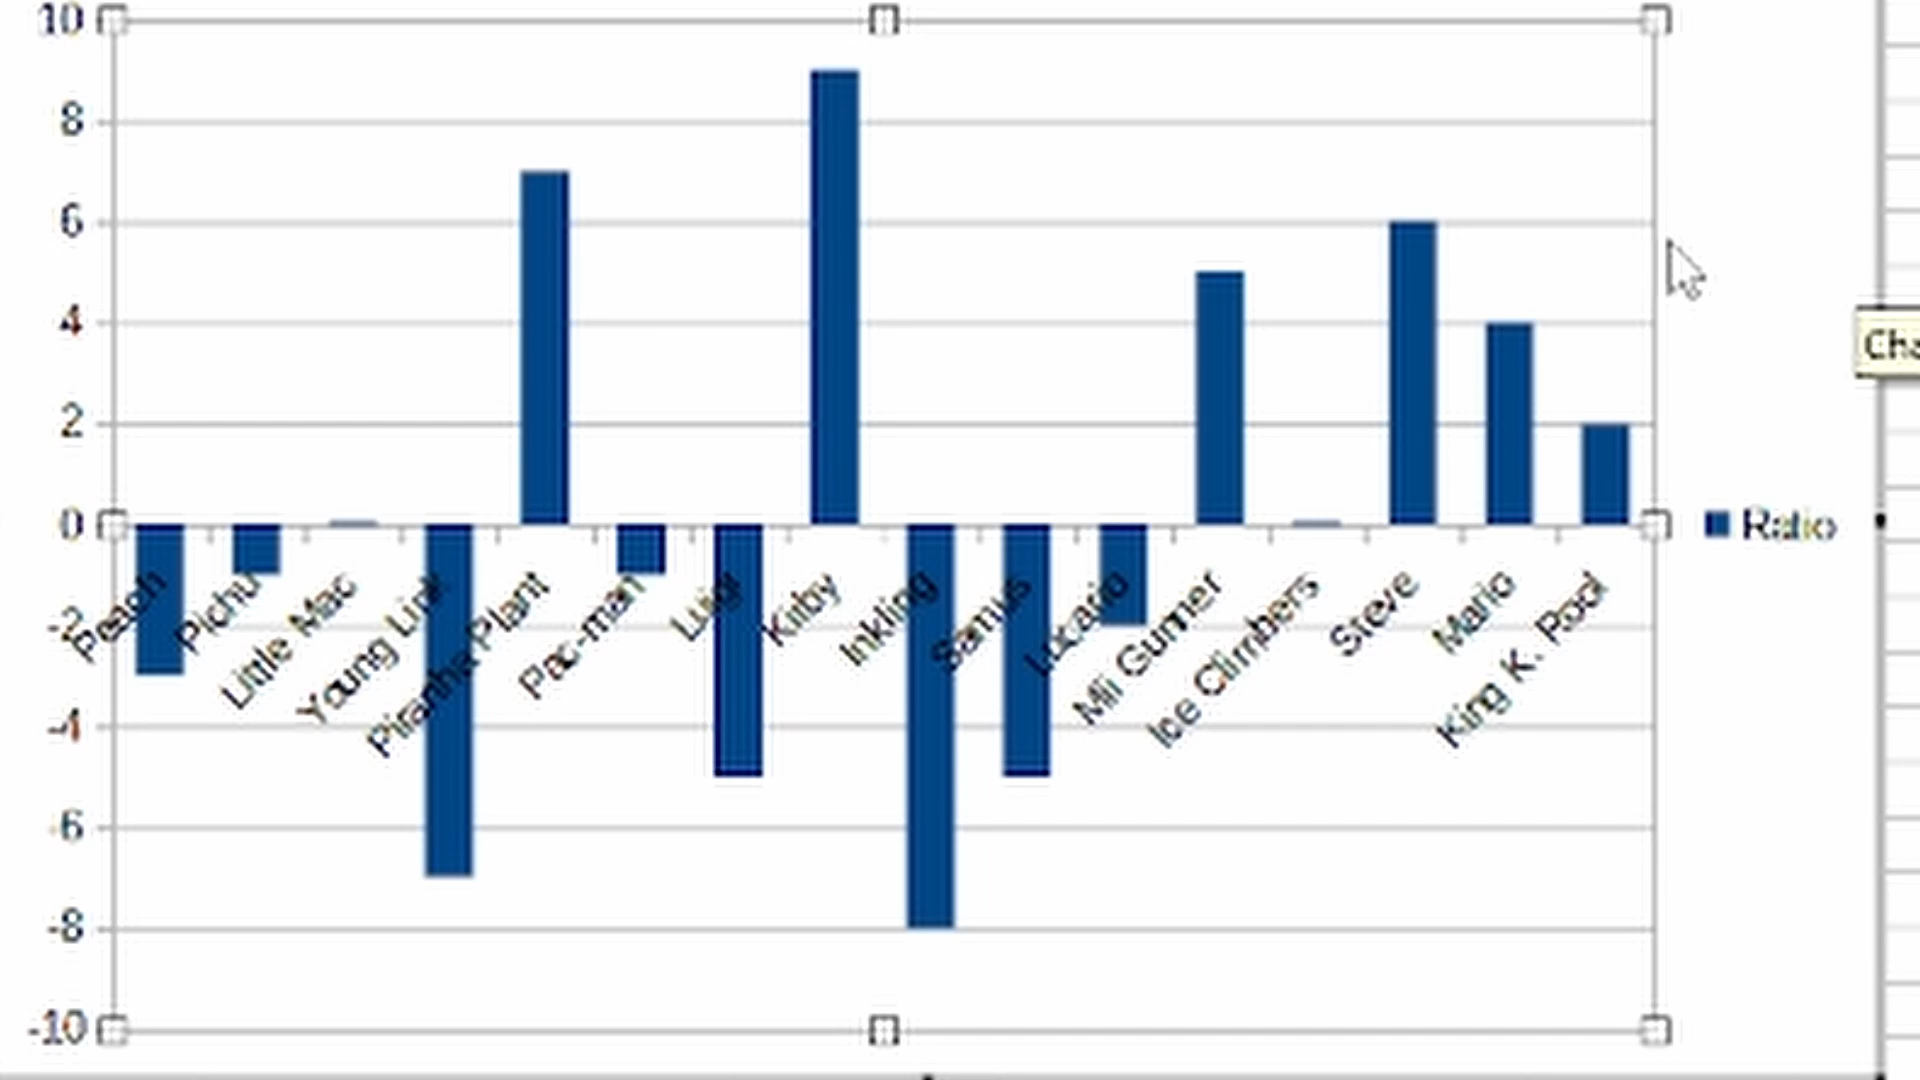 10
8
6
4
2
0
-2
-4
-6
-8
-10
Peach
Pichu
Little Mac
Young Link
Piranha Plant
Pac-man
Luigi
Kirby
Inkling
Samus
Lucario
Mii Gunner
Ice Climbers
Steve
Mario
King K. Rool
Ratio
Cha